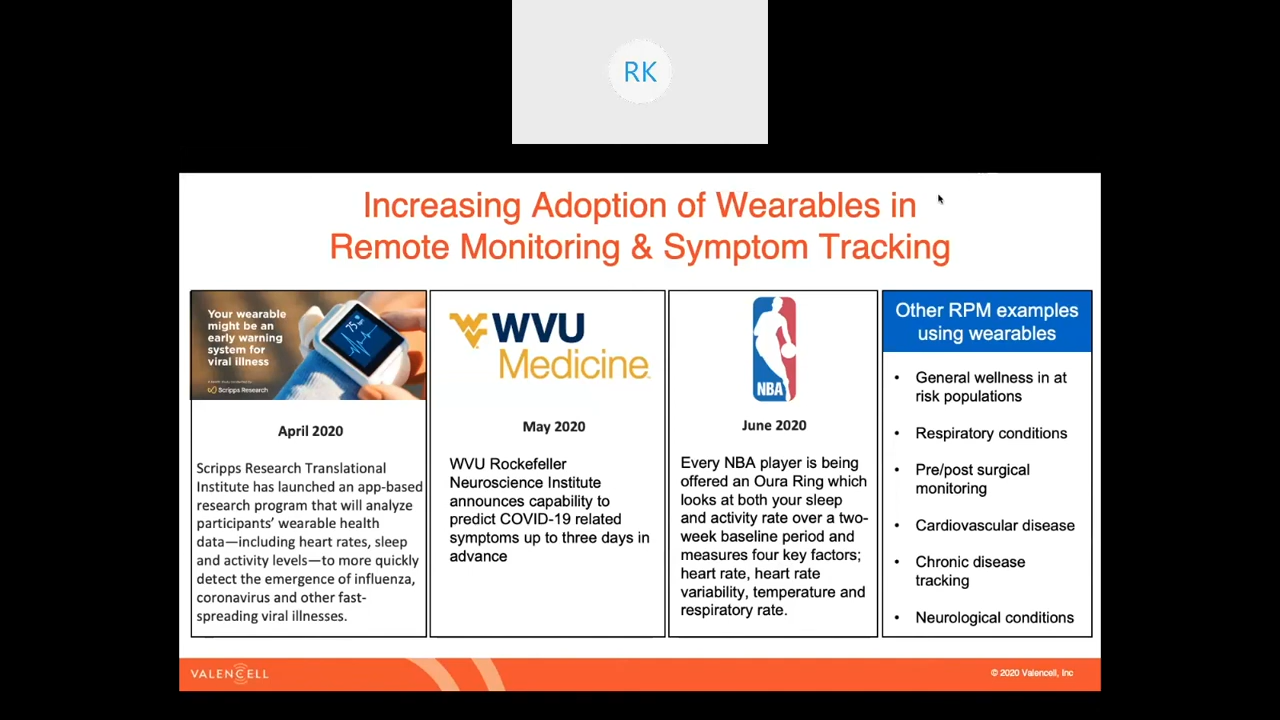 RK
Increasing Adoption of Wearables in
Remote Monitoring & Symptom Tracking
Your wearable
might be an
early warning
system for
viral illness
Scripps Research
75
April 2020
Scripps Research Translational
Institute has launched an app-based
research program that will analyze
participants' wearable health
data—including heart rates, sleep
and activity levels—to more quickly
detect the emergence of influenza,
coronavirus and other fast-
spreading viral illnesses.
WVU
Medicine
May 2020
WVU Rockefeller
Neuroscience Institute
announces capability to
predict COVID-19 related
symptoms up to three days in
advance
NBA
June 2020
Every NBA player is being
offered an Oura Ring which
looks at both your sleep
and activity rate over a two-
week baseline period and
measures four key factors;
heart rate, heart rate
variability, temperature and
respiratory rate.
Other RPM examples
using wearables
• General wellness in at
risk populations
• Respiratory conditions
• Pre/post surgical
monitoring
• Cardiovascular disease
• Chronic disease
tracking
• Neurological conditions
VALENCELL
© 2020 Valencell, Inc